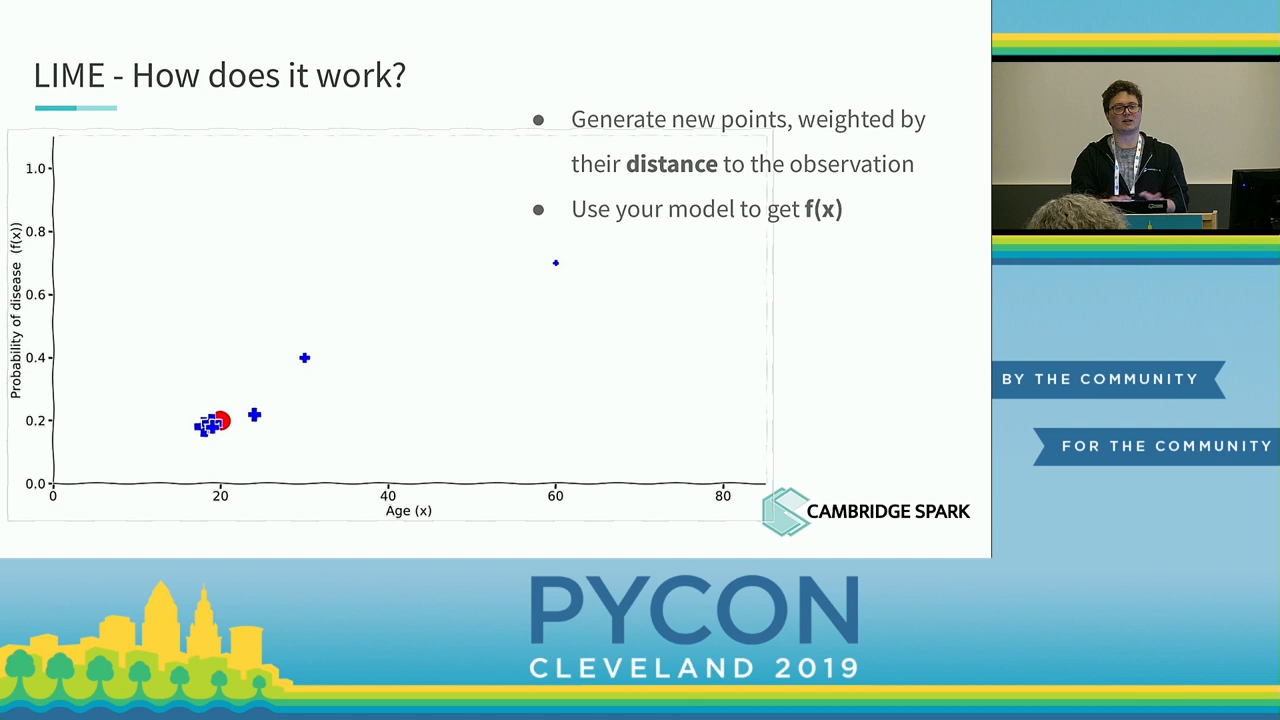 LIME - How does it work?
● Generate new points, weighted by
their distance to the observation
● Use your model to get f(x)
Probability of disease (f(x))
1.0
0.8
0.6
0.4
0.2
0.0
0
20
40
60
80
Age (x)
CAMBRIDGE SPARK
BY THE COMMUNITY
FOR THE COMMUNITY
PYCON
CLEVELAND 2019